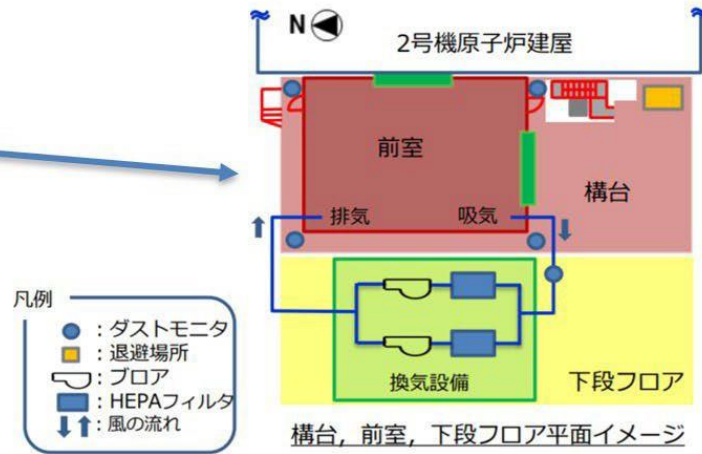 N
2号機原子炉建屋
前室
構台
排気
吸気
凡例
：ダストモニタ
：退避場所
：ブロア
：HEPAフィルタ
：風の流れ
換気設備
下段フロア
構台，前室，下段フロア平面イメージ